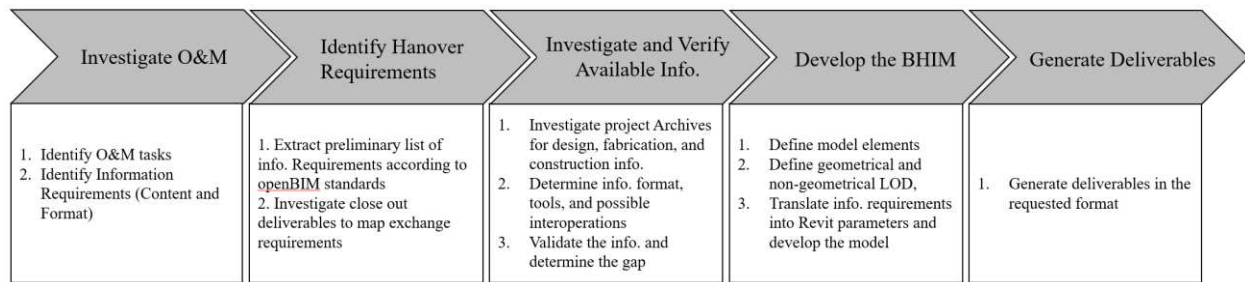 Investigate O&M
Identify Hanover
Requirements
Investigate and Verify
Available Info.
Develop the BHIM
Generate Deliverables
1. Identify O&M tasks
2. Identify Information
Requirements (Content and
Format)
1. Extract preliminary list of
info. Requirements according to
openBIM standards
2. Investigate close out
deliverables to map exchange
requirements
1. Investigate project Archives
for design, fabrication, and
construction info.
2. Determine info. format,
tools, and possible
interoperations
3. Validate the info. and
determine the gap
1. Define model elements
2. Define geometrical and
non-geometrical LOD,
3. Translate info. requirements
into Revit parameters and
develop the model
1. Generate deliverables in the
requested format